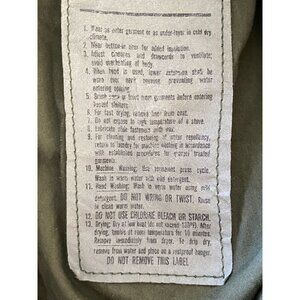 1. Wear as outer garment or as under-layer in cold dry
climate.
2. Wear button-in liner for added insulation.
3. Adjust closures and drawcords to ventilate;
avoid overheating of body.
4. When hood is used, lower extension shall be
worn over neck opening preventing water
entering opening.
5. Brush snow or frost from garments before entering
heated shelters.
6. For fast drying, remove liner from coat.
7. Do not expose to high temperature of a stove.
8. Lubricate slide fasteners with wax.
9. For cleaning and restoring of water repellency,
return to laundry for machine washing in accordance
with established procedures for quarpel treated
garments.
10. Machine Washing: Use permanent press cycle.
Wash in warm water with mild detergent.
11. Hand Washing: Wash in warm water using mild
detergent. DO NOT WRING OR TWIST. Rinse
in clean warm water.
12. DO NOT USE CHLORINE BLEACH OR STARCH.
13. Drying: Dry at low heat (do not exceed 130°F). After
drying, tumble at room temperature for 10 minutes.
Remove immediately from dryer. To drip dry,
remove from water and place on a rustproof hanger.
DO NOT REMOVE THIS LABEL